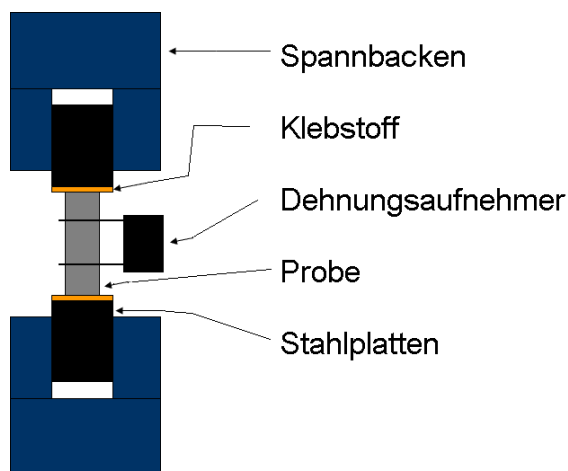 Spannbacken
Klebstoff
Dehnungsaufnehmer
Probe
Stahlplatten